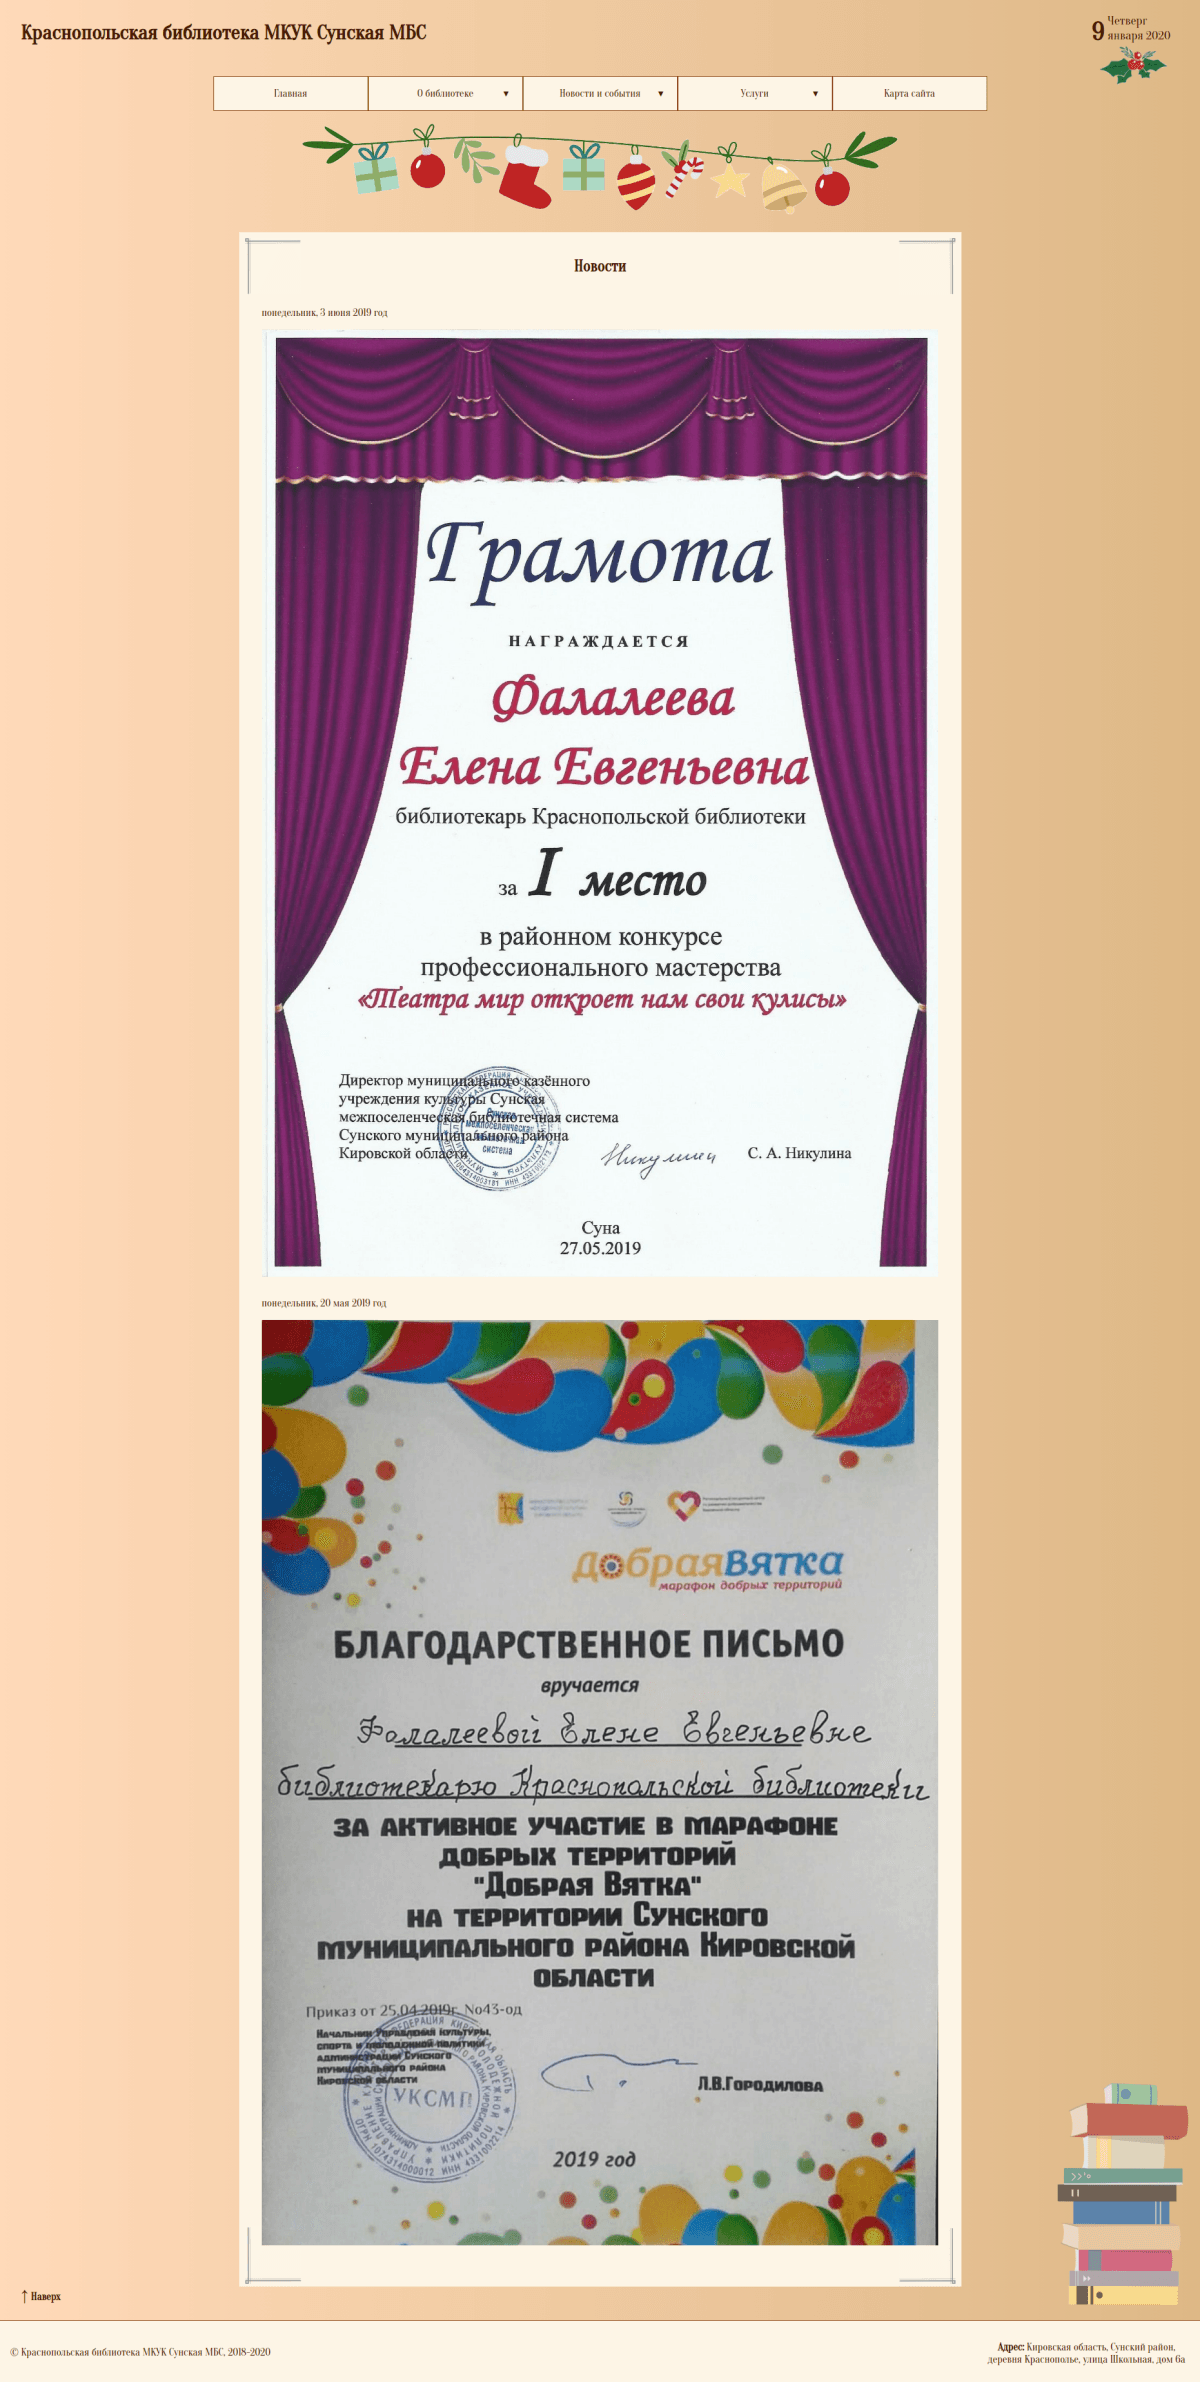 Краснопольская библиотека МКУК Сунская МБС
9 Четверг
января 2020
Главная
О библиотеке ▼
Новости и события ▼
Услуги ▼
Карта сайта
Новости
понедельник, 3 июня 2019 год
Грамота
НАГРАЖДАЕТСЯ
Фалалеева
Елена Евгеньевна
библиотекарь Краснопольской библиотеки
за I место
в районном конкурсе
профессионального мастерства
«Театра мир откроет нам свои кулисы»
Директор муниципального казённого
учреждения культуры Сунская
межпоселенческая библиотечная система
Сунского муниципального района
Кировской области
С. А. Никулина
Суна
27.05.2019
понедельник, 20 мая 2019 год
ДобраяВятка
марафон добрых территорий
БЛАГОДАРСТВЕННОЕ ПИСЬМО
вручается
Фалалеевой Елене Евгеньевне
библиотекарю Краснопольской библиотеки
ЗА АКТИВНОЕ УЧАСТИЕ В МАРАФОНЕ
ДОБРЫХ ТЕРРИТОРИЙ
"ДОБРАЯ ВЯТКА"
НА ТЕРРИТОРИИ СУНСКОГО
МУНИЦИПАЛЬНОГО РАЙОНА КИРОВСКОЙ
ОБЛАСТИ
Приказ от 25.04.2019г. No43-од
НАЧАЛЬНИК УПРАВЛЕНИЯ КУЛЬТУРЫ,
СПОРТА И МОЛОДЕЖНОЙ ПОЛИТИКИ
АДМИНИСТРАЦИИ СУНСКОГО
МУНИЦИПАЛЬНОГО РАЙОНА
КИРОВСКОЙ ОБЛАСТИ
УКСМП
Л.В.ГОРОДИЛОВА
2019 год
↑ Наверх
© Краснопольская библиотека МКУК Сунская МБС, 2018-2020
Адрес: Кировская область, Сунский район,
деревня Краснополье, улица Школьная, дом 6а